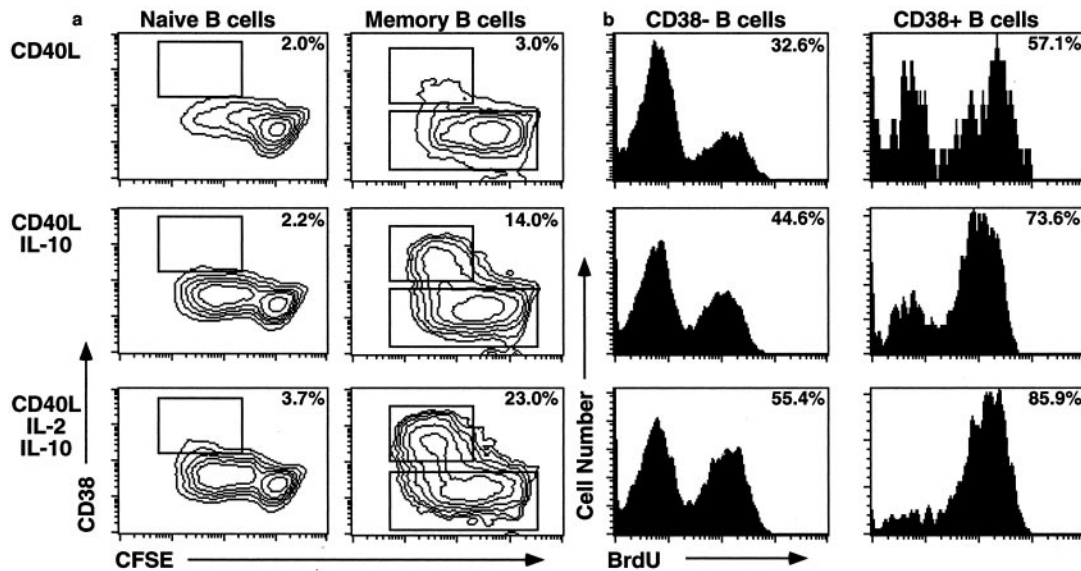 a
Naive B cells
Memory B cells
b
CD38- B cells
CD38+ B cells
CD40L
2.0%
3.0%
32.6%
57.1%
CD40L
IL-10
2.2%
14.0%
44.6%
73.6%
CD40L
IL-2
IL-10
3.7%
23.0%
55.4%
85.9%
CD38
Cell Number
CFSE
BrdU